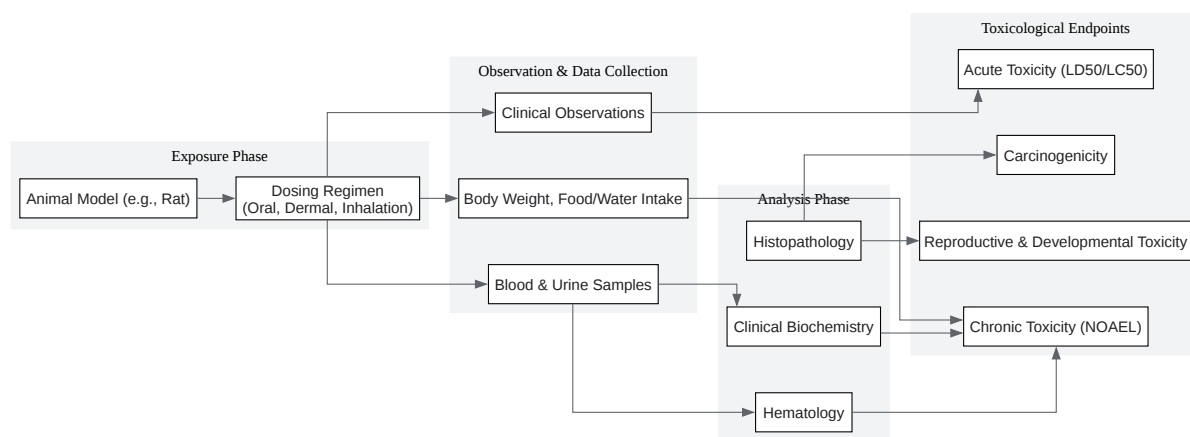 Toxicological Endpoints
Acute Toxicity (LD50/LC50)
Observation & Data Collection
Clinical Observations
Carcinogenicity
Exposure Phase
Animal Model (e.g., Rat)
Dosing Regimen
(Oral, Dermal, Inhalation)
Body Weight, Food/Water Intake
Analysis Phase
Histopathology
Reproductive & Developmental Toxicity
Blood & Urine Samples
Clinical Biochemistry
Chronic Toxicity (NOAEL)
Hematology